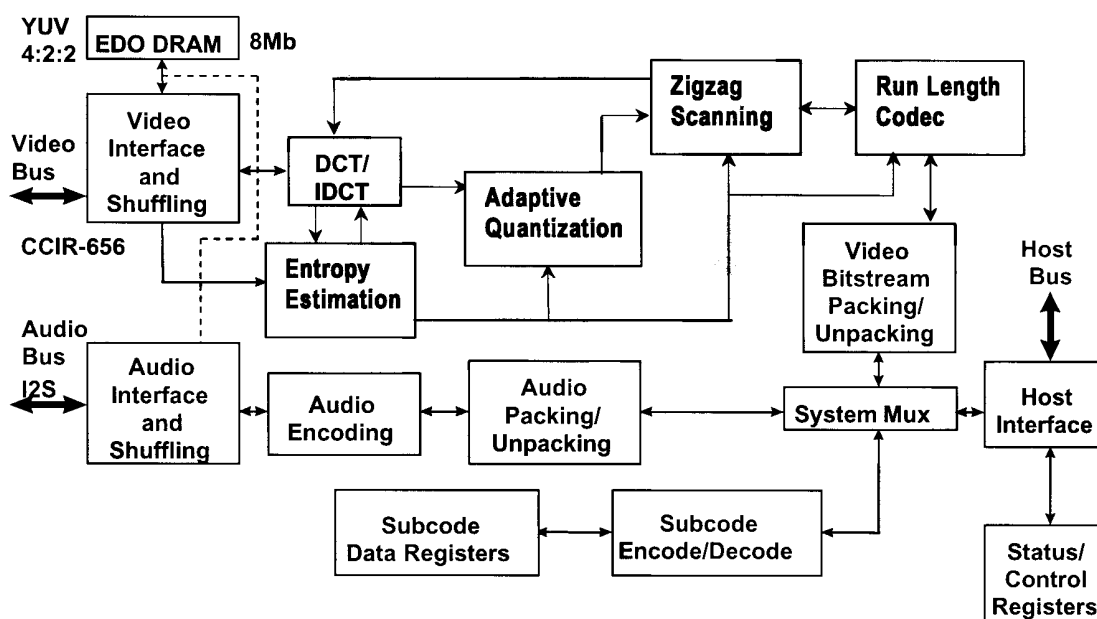 YUV
4:2:2
EDO DRAM
8Mb
Video
Interface
and
Shuffling
Video
Bus
CCIR-656
DCT/
IDCT
Entropy
Estimation
Adaptive
Quantization
Zigzag
Scanning
Run Length
Codec
Video
Bitstream
Packing/
Unpacking
Host
Bus
Audio
Bus
I2S
Audio
Interface
and
Shuffling
Audio
Encoding
Audio
Packing/
Unpacking
System Mux
Host
Interface
Subcode
Data Registers
Subcode
Encode/Decode
Status/
Control
Registers